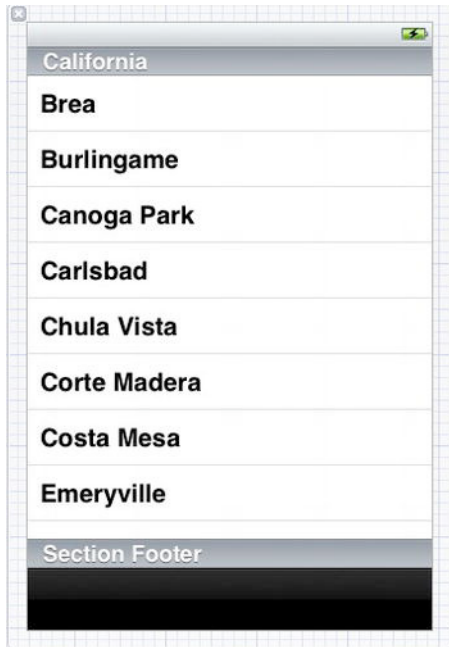 California
Brea
Burlingame
Canoga Park
Carlsbad
Chula Vista
Corte Madera
Costa Mesa
Emeryville
Section Footer